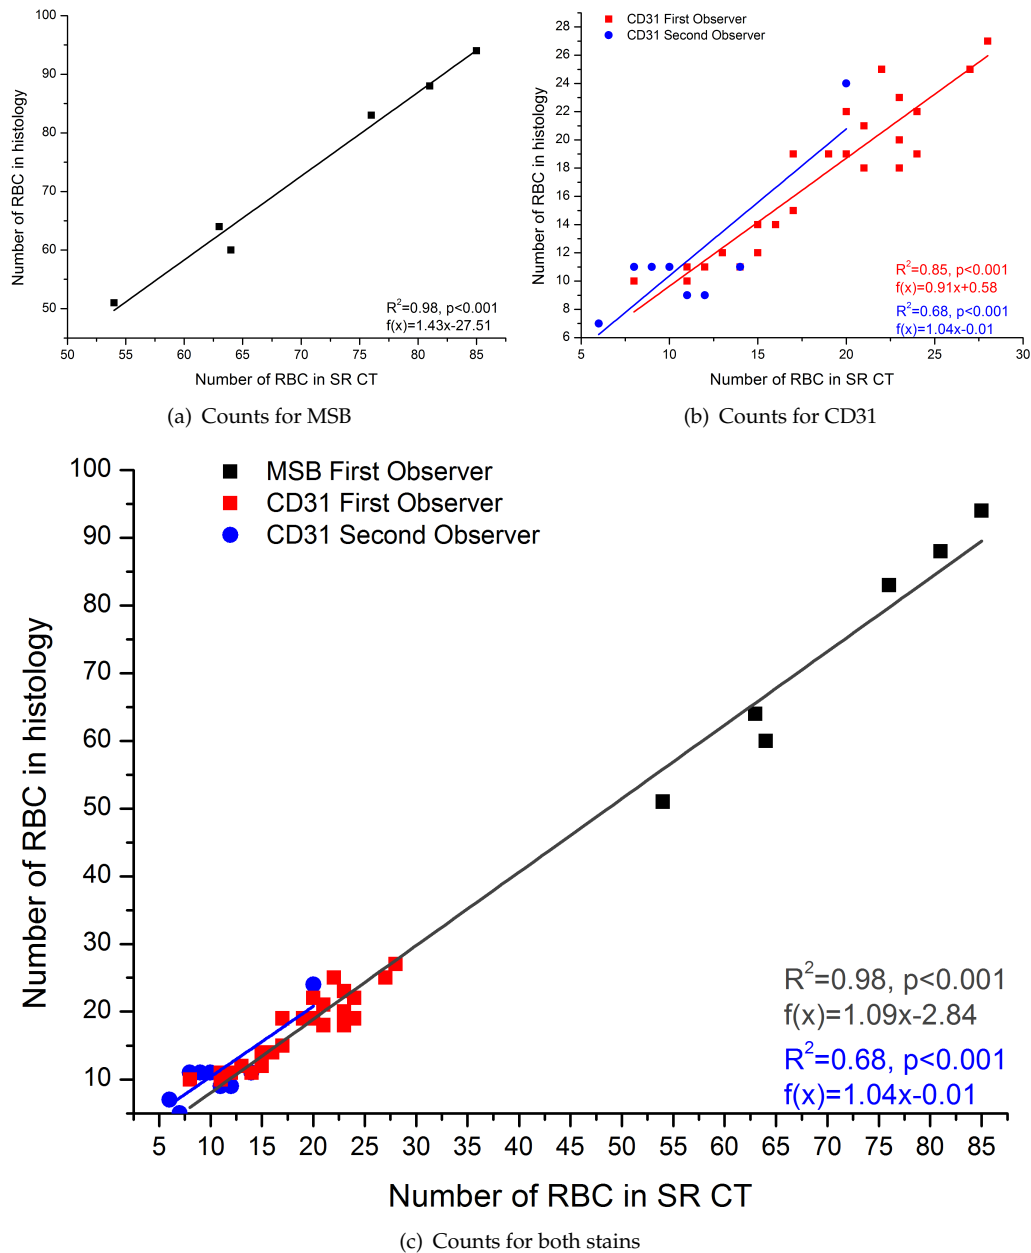 100
90
80
70
60
50
50 55 60 65 70 75 80 85
Number of RBC in histology
Number of RBC in SR CT
R²=0.98, p<0.001
f(x)=1.43x-27.51
(a) Counts for MSB
CD31 First Observer
CD31 Second Observer
28
26
24
22
20
18
16
14
12
10
8
6
5 10 15 20 25 30
Number of RBC in histology
Number of RBC in SR CT
R²=0.85, p<0.001
f(x)=0.91x+0.58
R²=0.68, p<0.001
f(x)=1.04x-0.01
(b) Counts for CD31
MSB First Observer
CD31 First Observer
CD31 Second Observer
100
90
80
70
60
50
40
30
20
10
5 10 15 20 25 30 35 40 45 50 55 60 65 70 75 80 85
Number of RBC in histology
Number of RBC in SR CT
R²=0.98, p<0.001
f(x)=1.09x-2.84
R²=0.68, p<0.001
f(x)=1.04x-0.01
(c) Counts for both stains